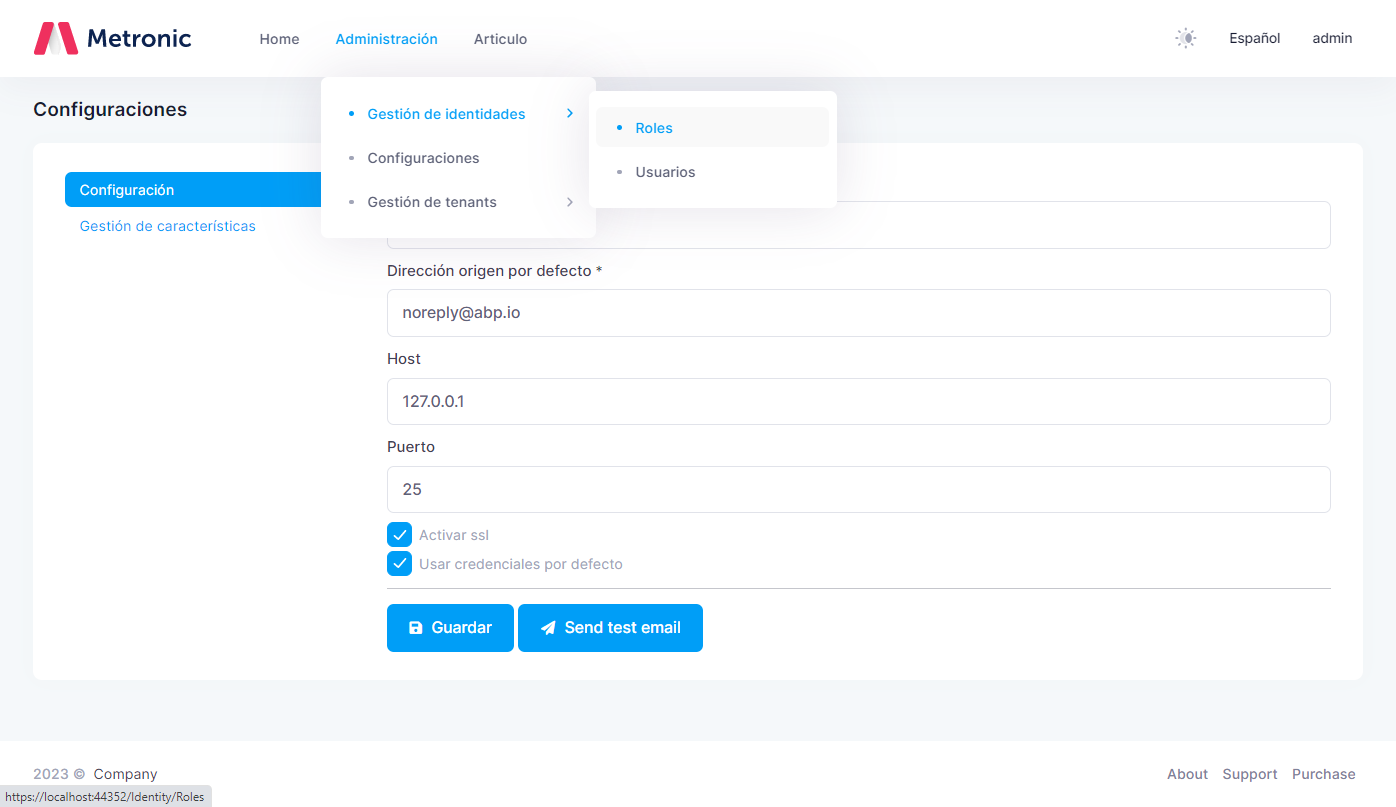 Metronic
Home Administración Articulo
Español admin
Configuraciones
Gestión de identidades
Configuraciones
Gestión de tenants
Roles
Usuarios
Configuración
Gestión de características
Dirección origen por defecto *
noreply@abp.io
Host
127.0.0.1
Puerto
25
Activar ssl
Usar credenciales por defecto
Guardar Send test email
2023 © Company
About Support Purchase
https://localhost:44352/Identity/Roles